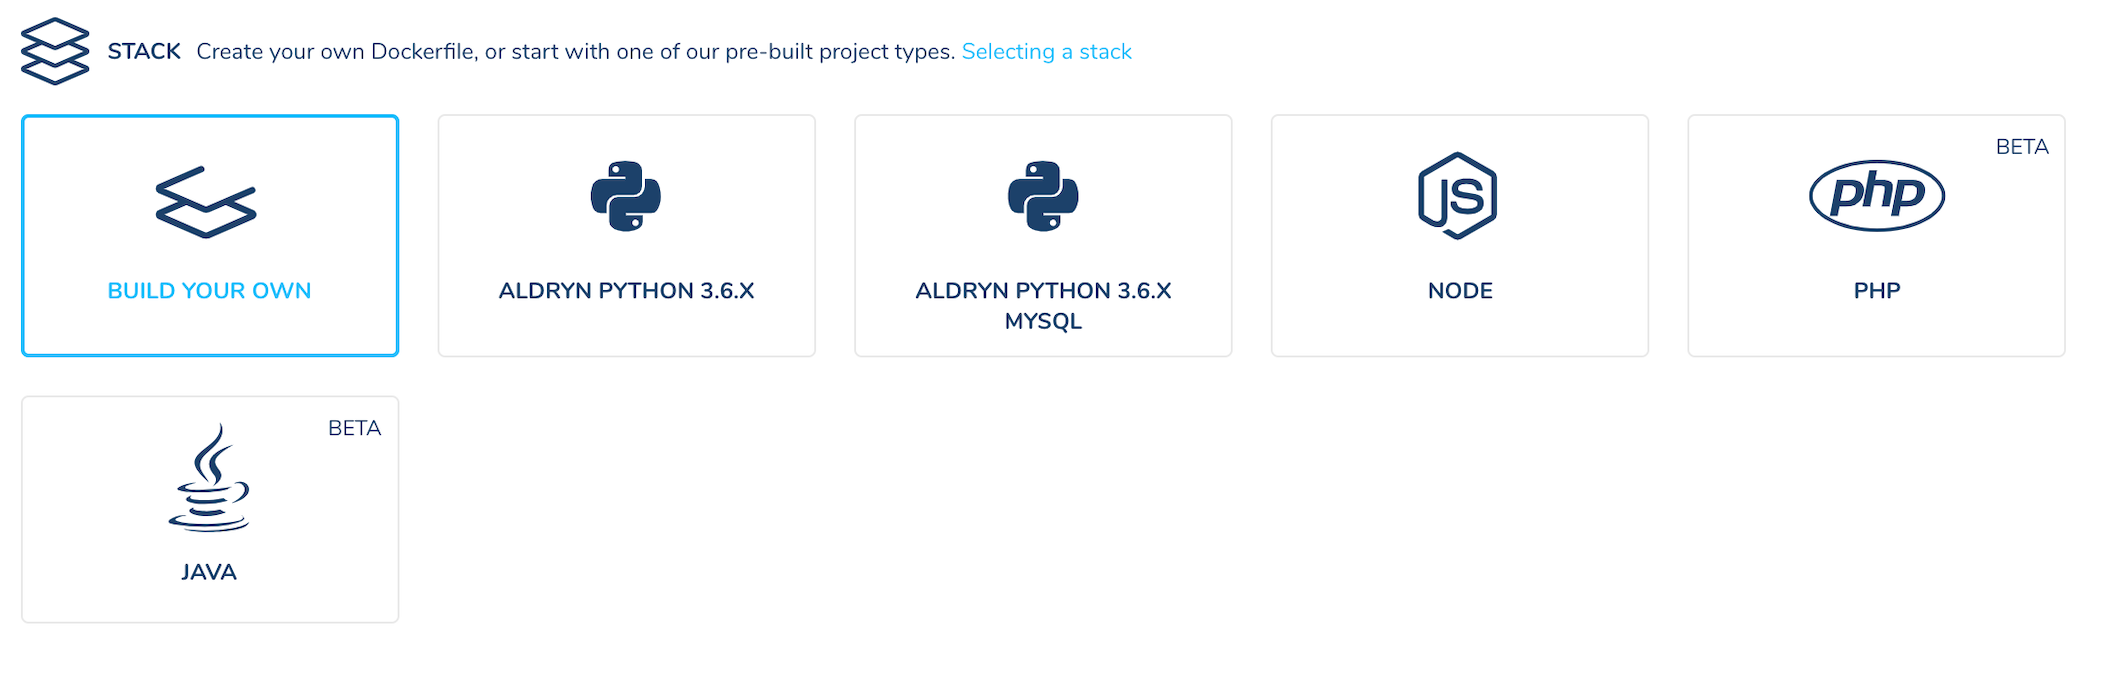 STACK Create your own Dockerfile, or start with one of our pre-built project types. Selecting a stack
BUILD YOUR OWN
ALDRYN PYTHON 3.6.X
ALDRYN PYTHON 3.6.X
MYSQL
JS
NODE
BETA
php
PHP
BETA
JAVA